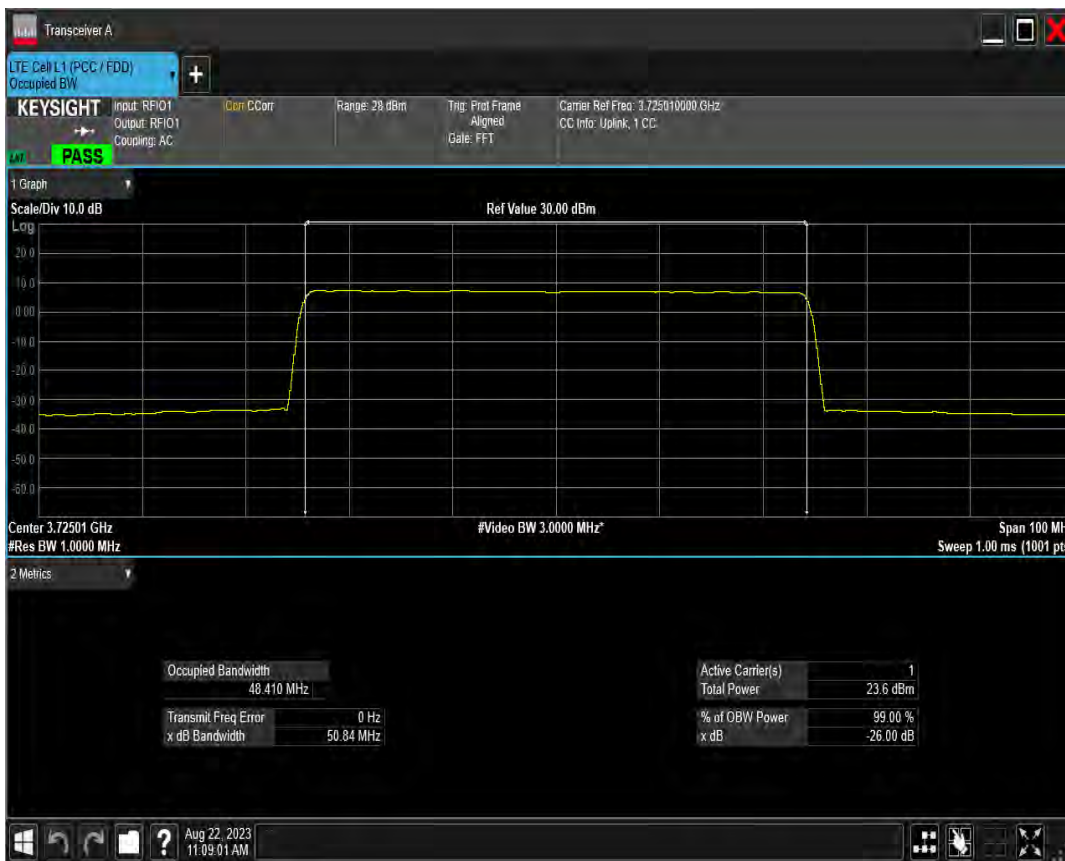 Transceiver A
LTE Cell L1 (PCC / FDD)
Occupied BW
+
KEYSIGHT
PASS
Input: RFIO1
Output: RFIO1
Coupling: AC
Corr CCorr
Range: 28 dBm
Trig: Prot Frame
Aligned
Gate: FFT
Carrier Ref Freq: 3.725010000 GHz
CC Info: Uplink, 1 CC
1 Graph
Scale/Div 10.0 dB
Ref Value 30.00 dBm
Log
20.0
10.0
0.00
-10.0
-20.0
-30.0
-40.0
-50.0
-60.0
Center 3.72501 GHz
#Video BW 3.0000 MHz*
Span 100 MH
#Res BW 1.0000 MHz
Sweep 1.00 ms (1001 pts
2 Metrics
Occupied Bandwidth
48.410 MHz
Transmit Freq Error 0 Hz
x dB Bandwidth 50.84 MHz
Active Carrier(s) 1
Total Power 23.6 dBm
% of OBW Power 99.00 %
x dB -26.00 dB
?
Aug 22, 2023
11:09:01 AM